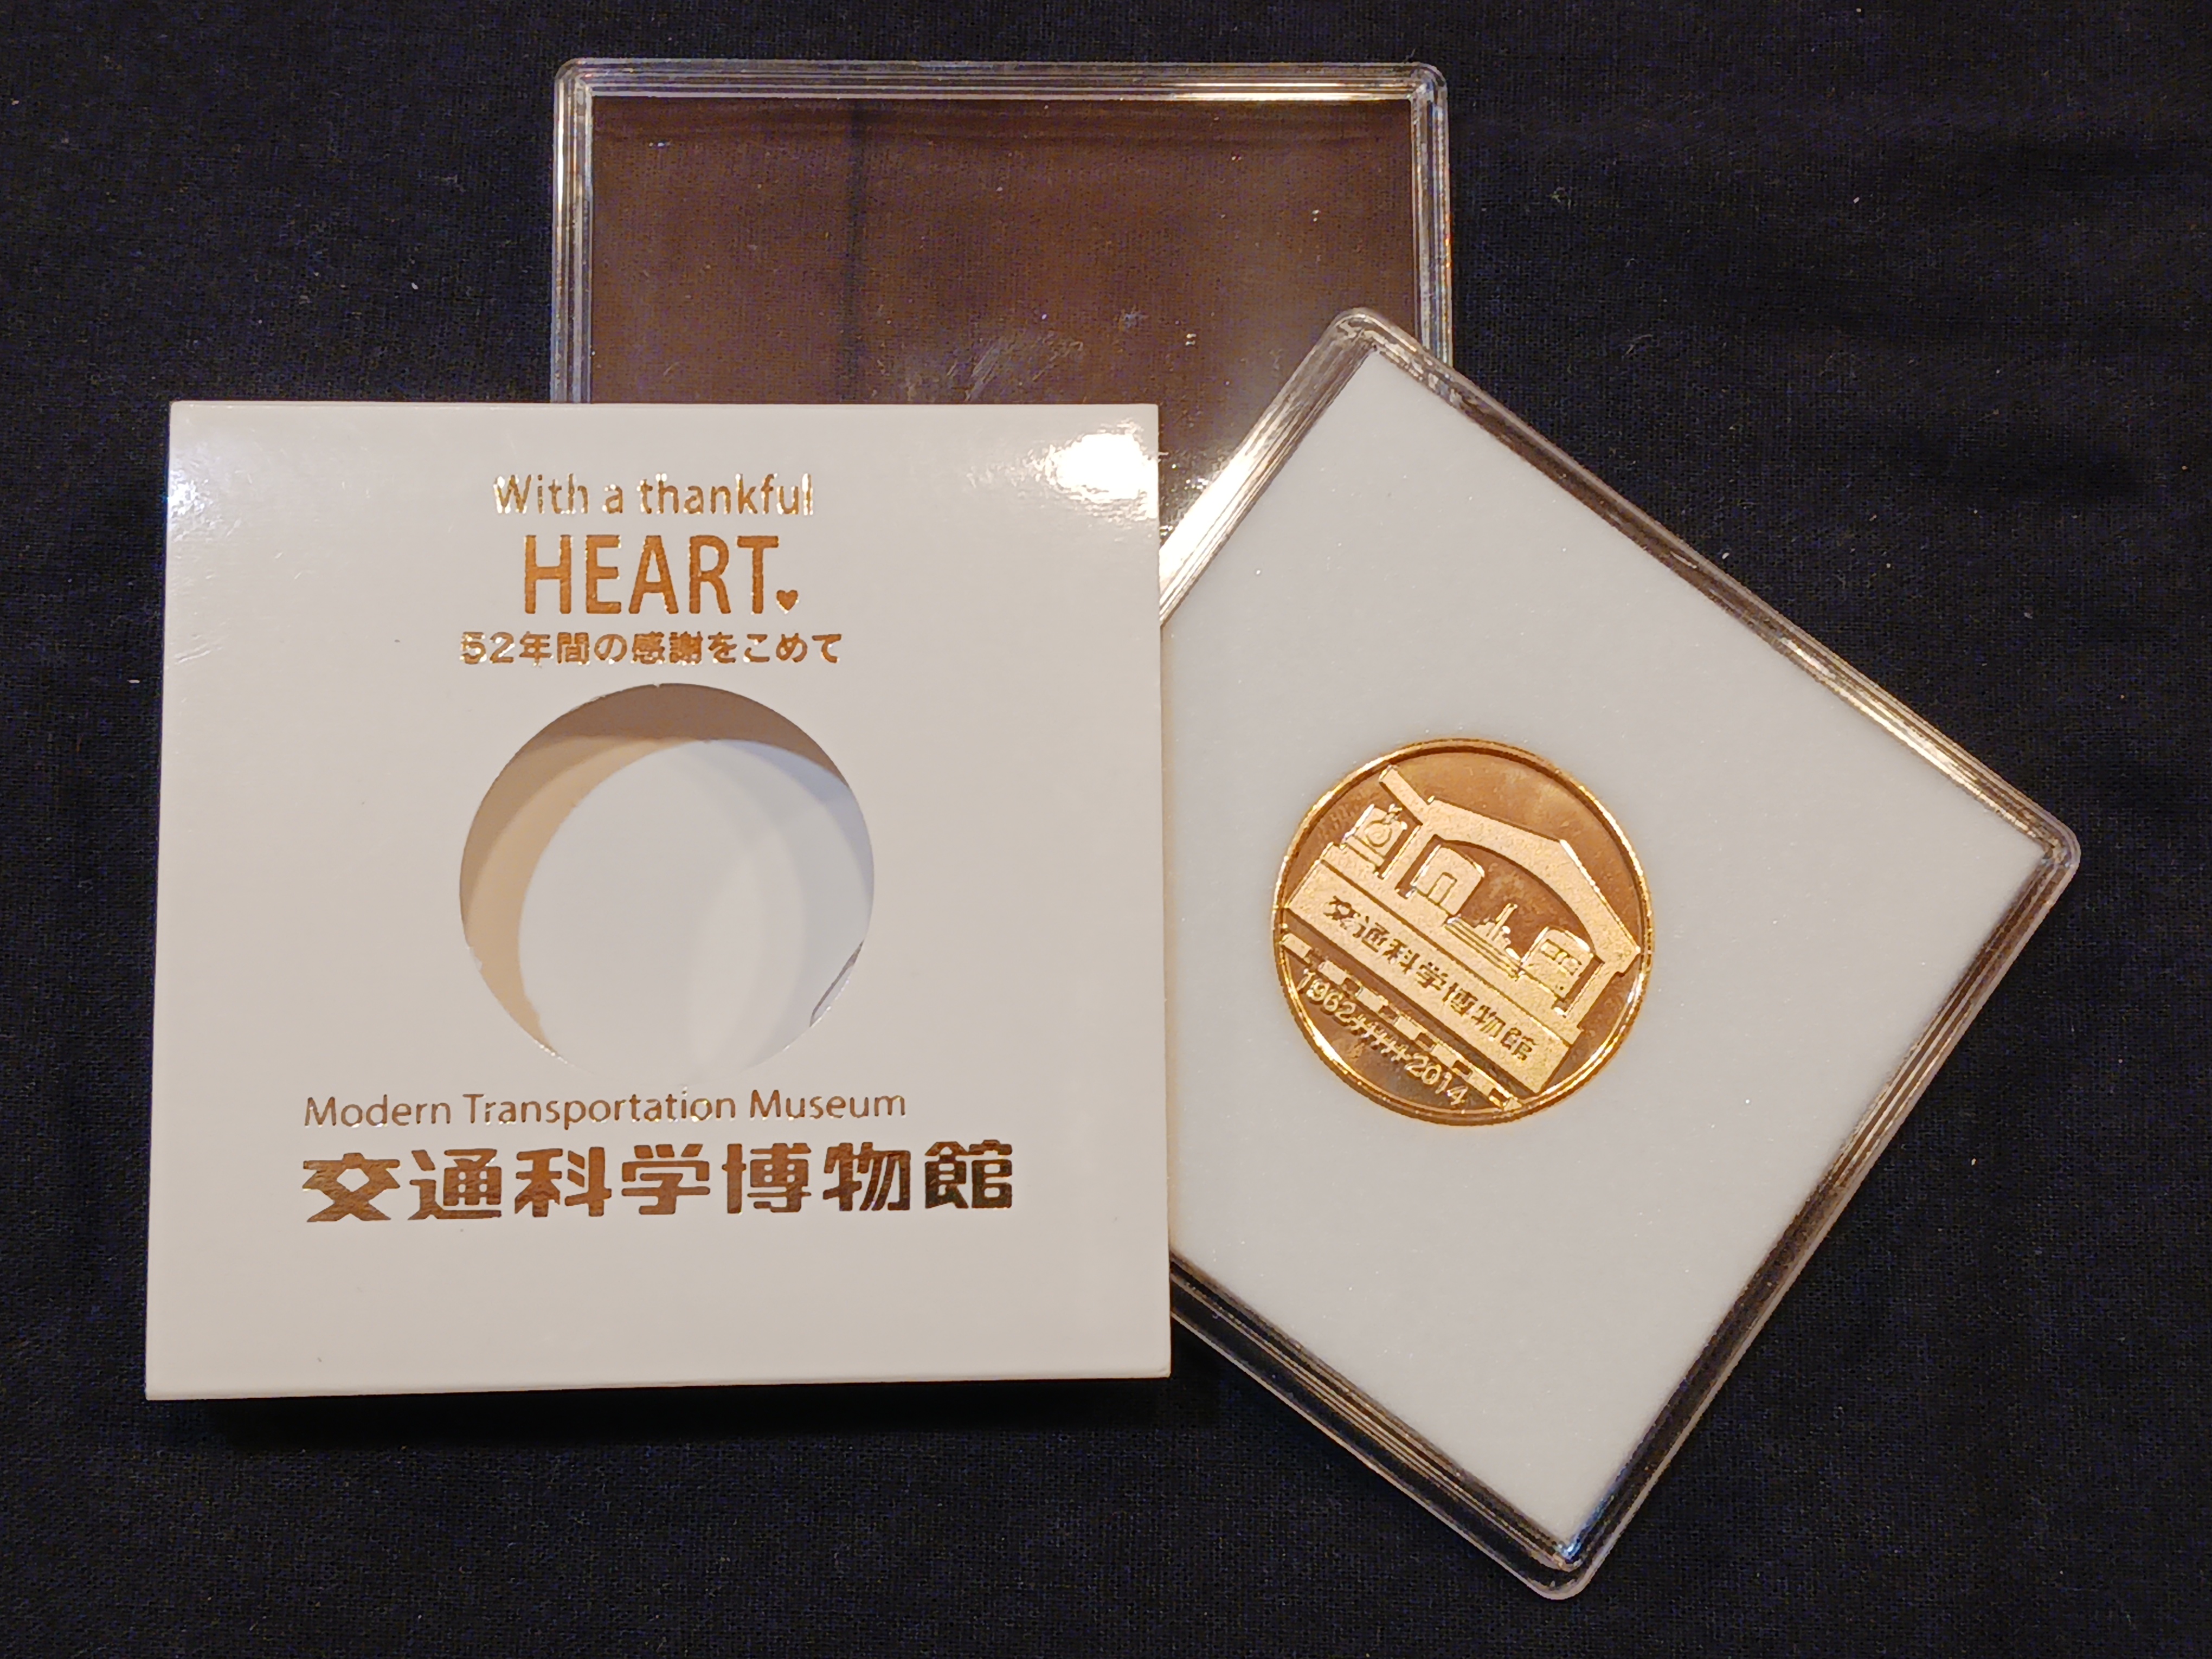 With a thankful
HEART♥
52年間の感謝をこめて
Modern Transportation Museum
交通科学博物館
交通科学博物館
1962 2014